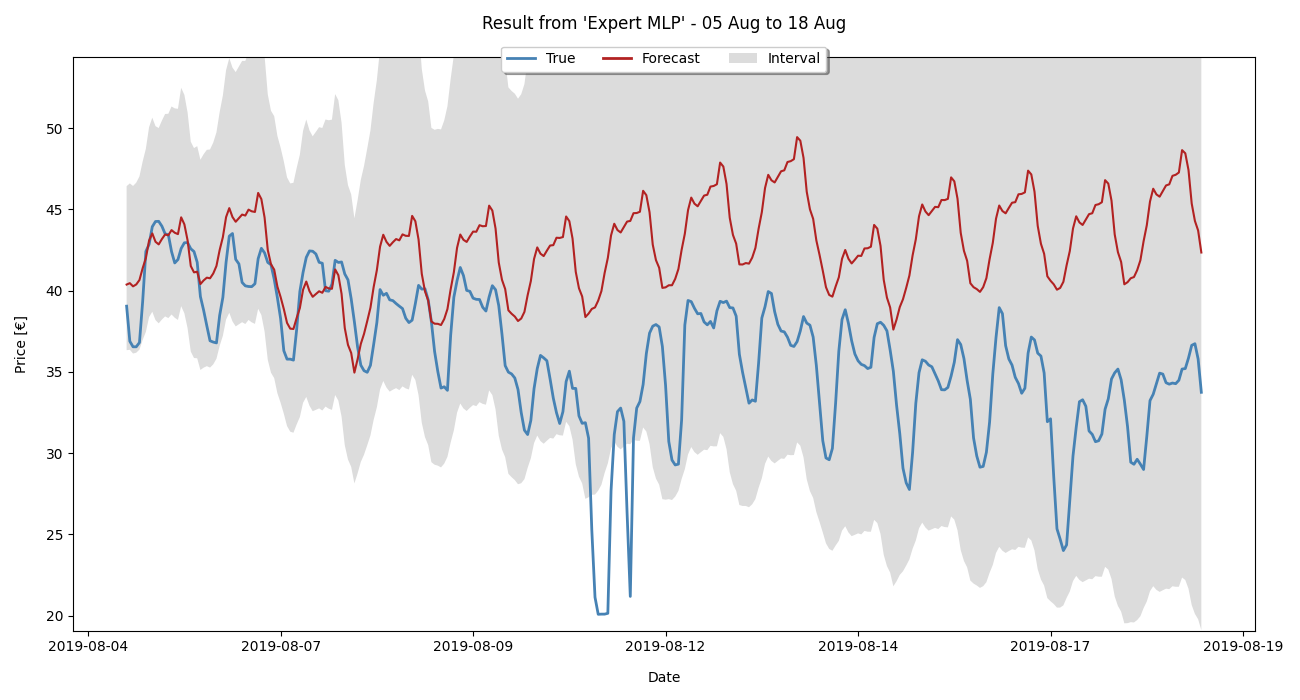 Result from 'Expert MLP' - 05 Aug to 18 Aug
True Forecast Interval
Price [€]
50
45
40
35
30
25
20
2019-08-04 2019-08-07 2019-08-09 2019-08-12 2019-08-14 2019-08-17 2019-08-19
Date